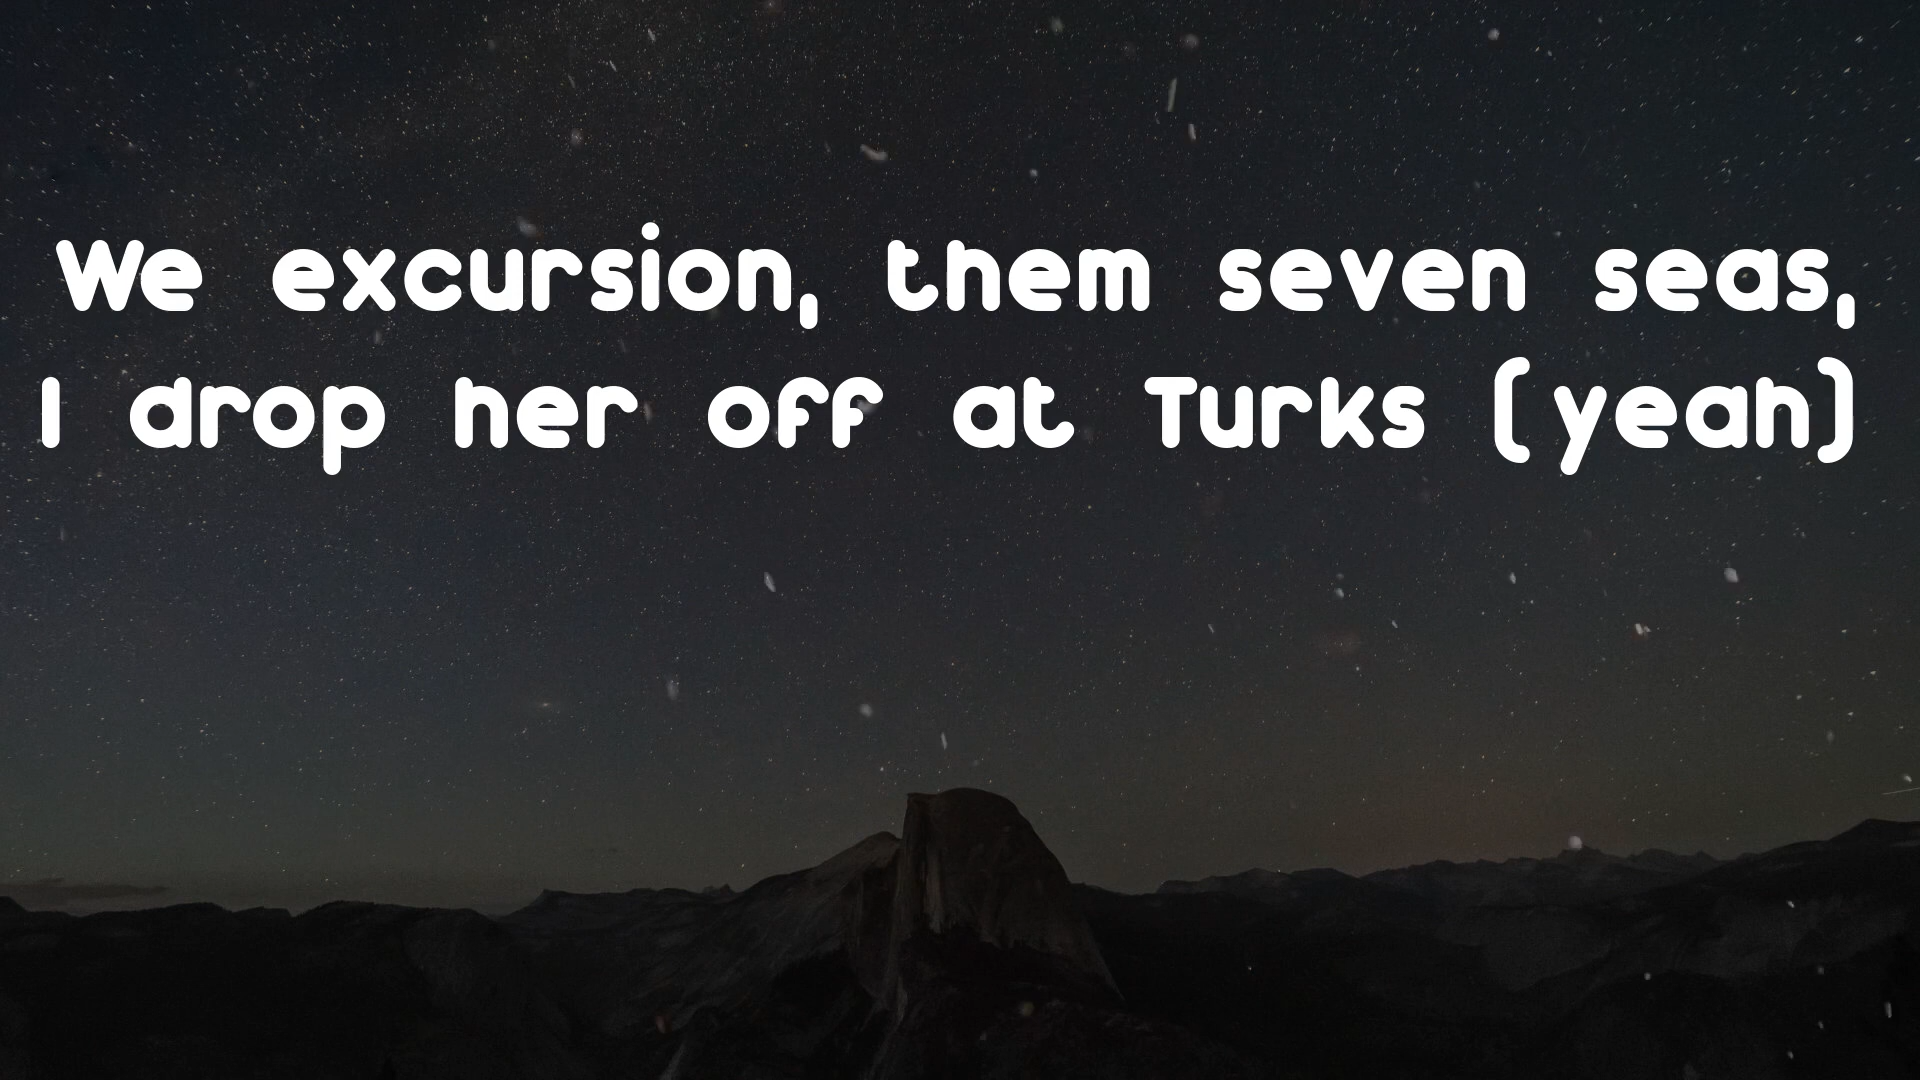 We excursion, them seven seas,
I drop her off at Turks (yeah)